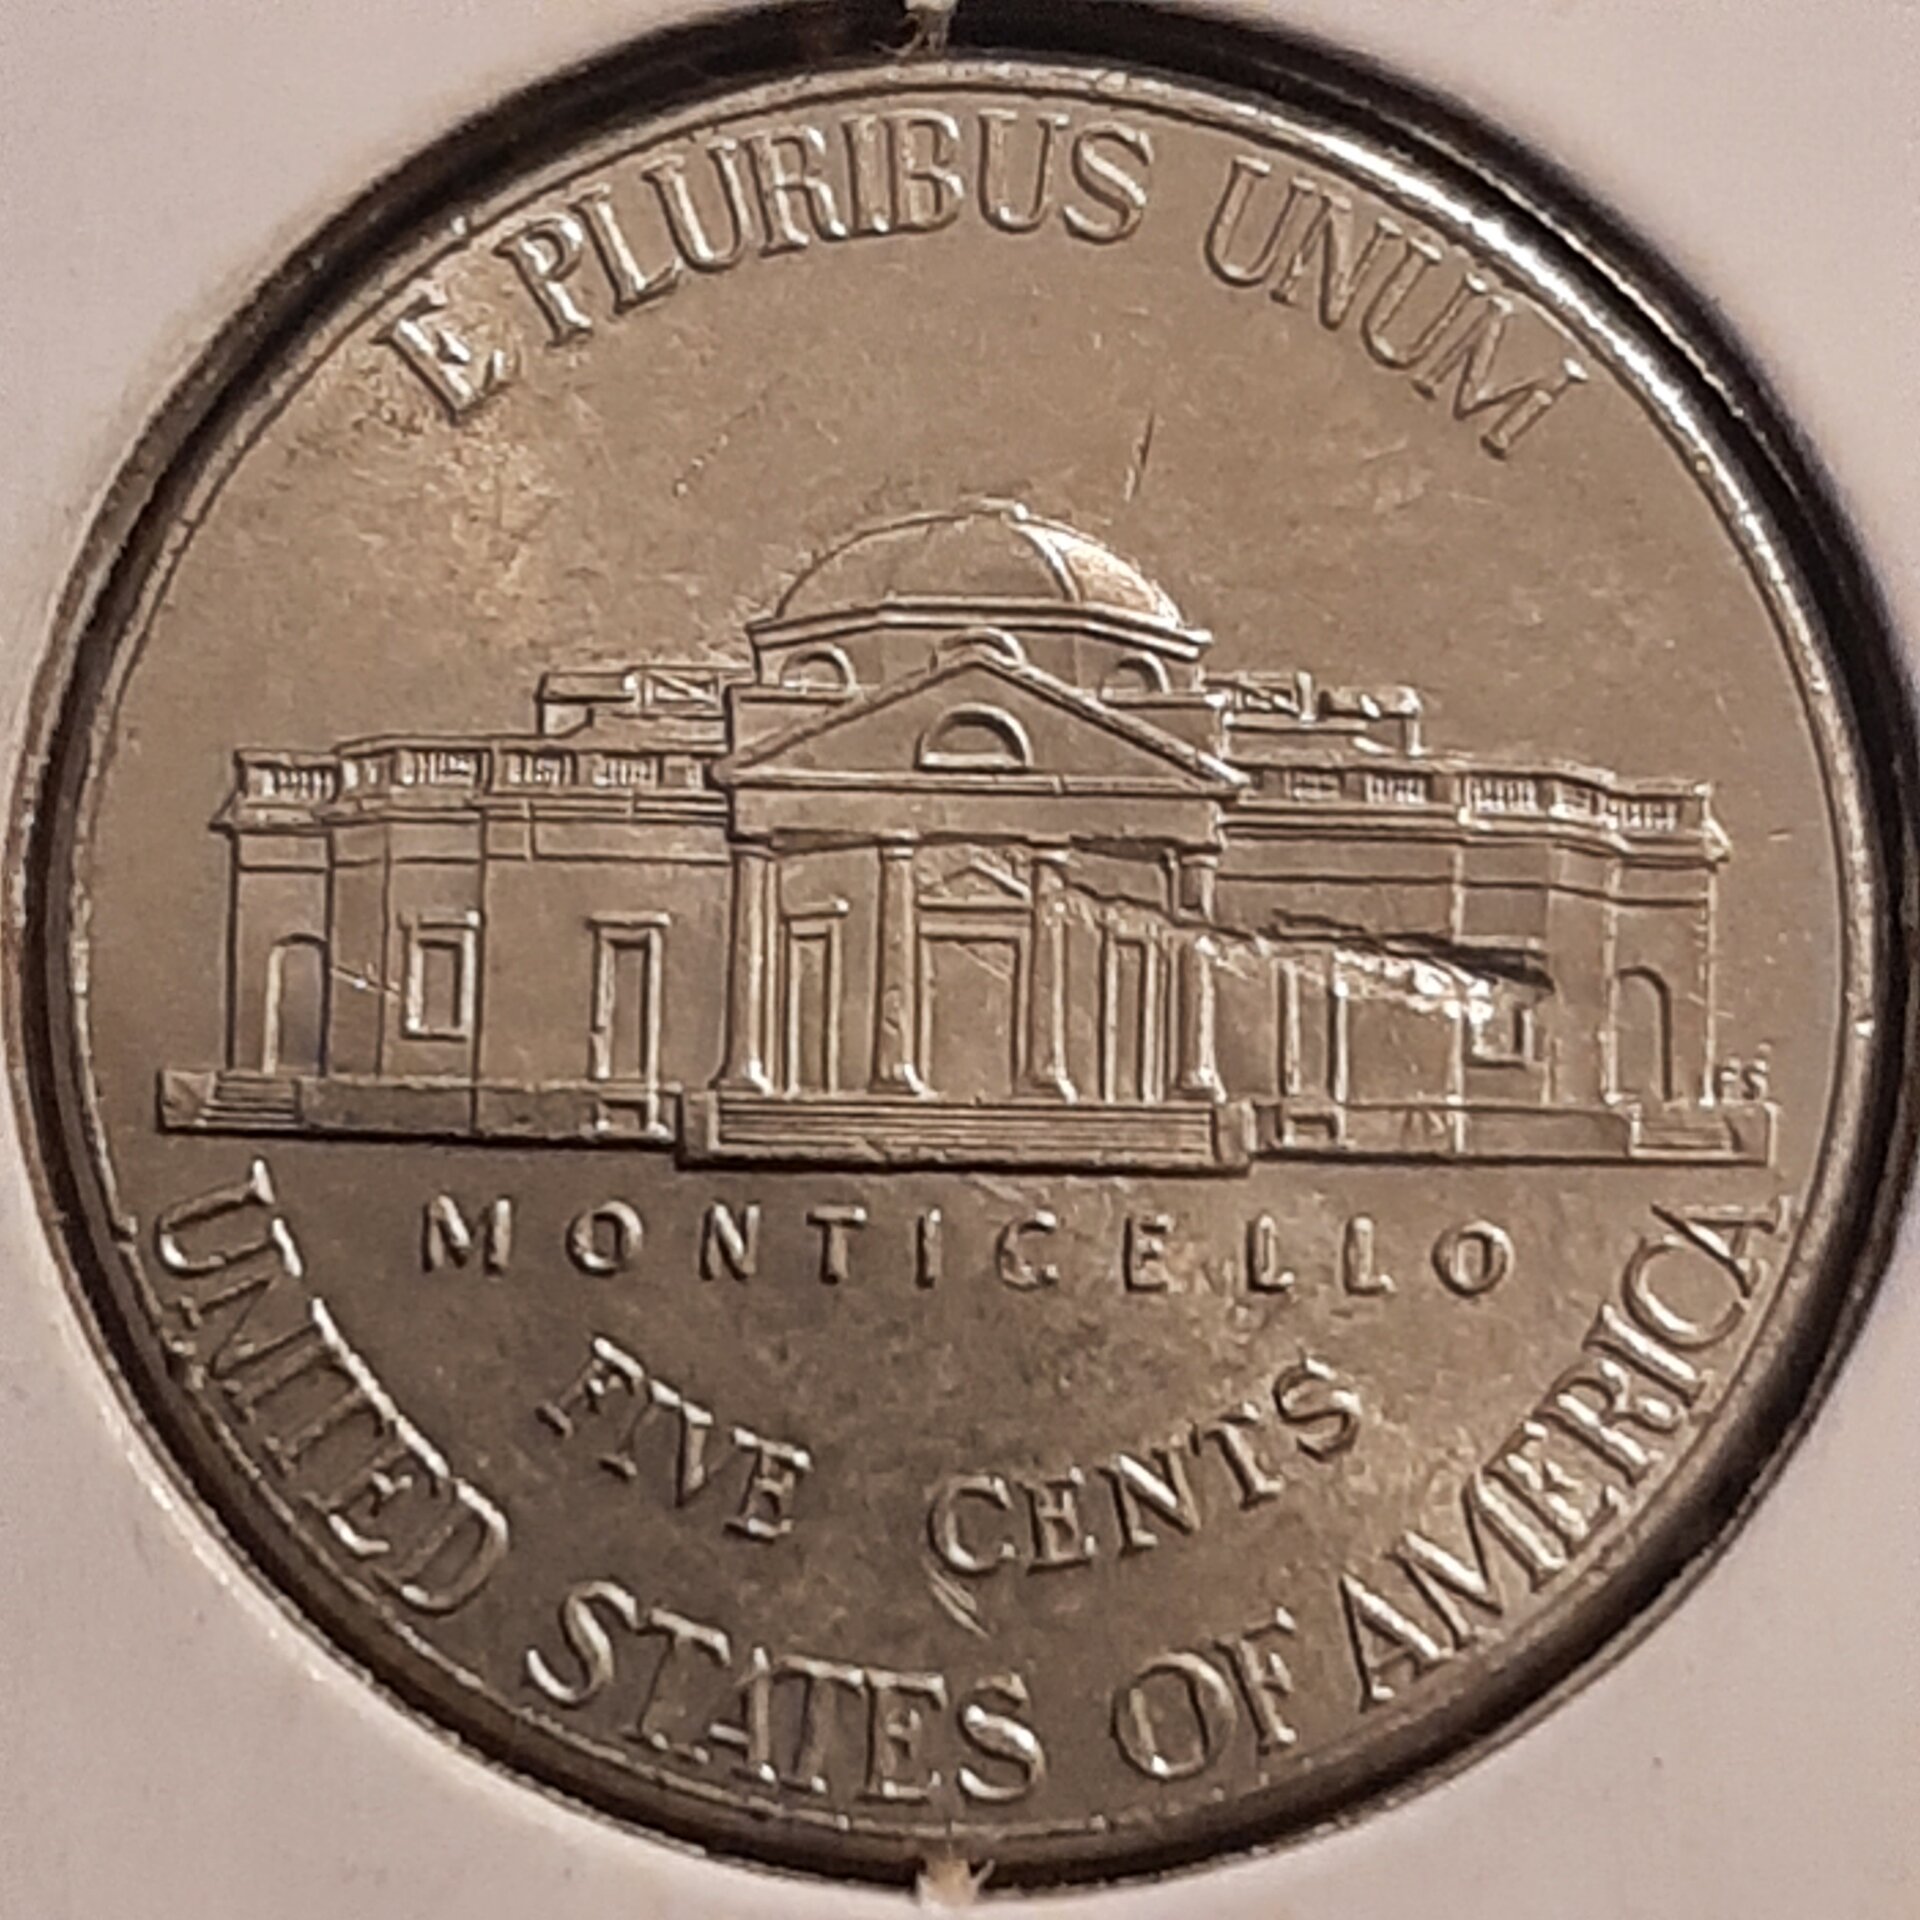 E PLURIBUS UNUM
FS
MONTICELLO
FIVE CENTS
UNITED STATES OF AMERICA